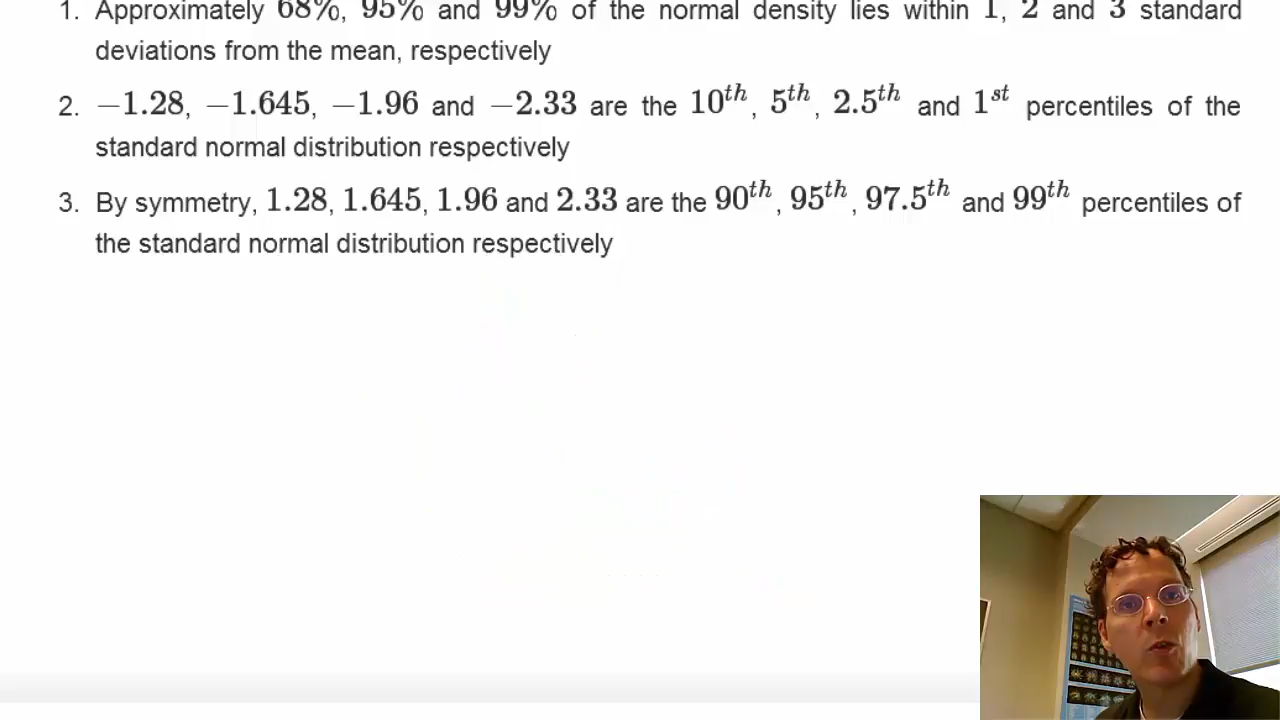 1. Approximately 68%, 95% and 99% of the normal density lies within 1, 2 and 3 standard
deviations from the mean, respectively
2. −1.28, −1.645, −1.96 and −2.33 are the 10th, 5th, 2.5th and 1st percentiles of the
standard normal distribution respectively
3. By symmetry, 1.28, 1.645, 1.96 and 2.33 are the 90th, 95th, 97.5th and 99th percentiles of
the standard normal distribution respectively